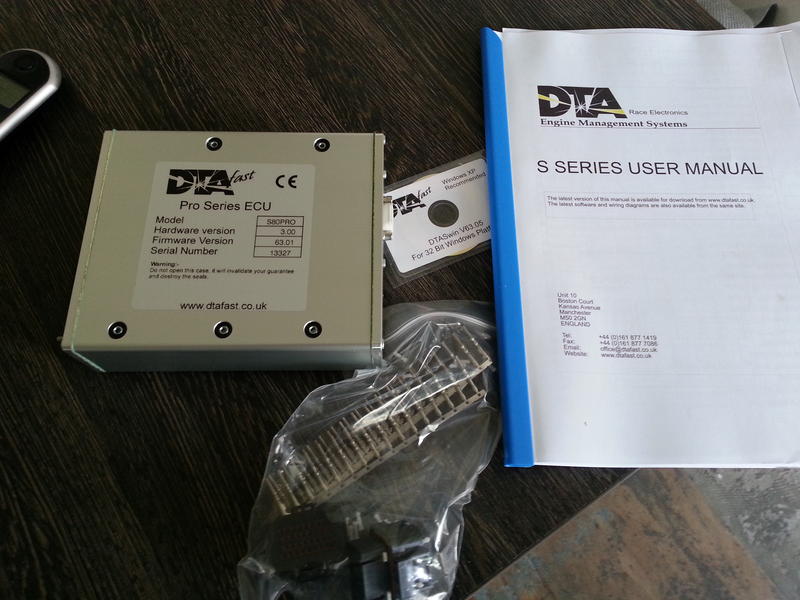 DTA fast CE
Pro Series ECU
Model S80PRO
Hardware version 3.00
Firmware Version 63.01
Serial Number 13327
Warning:-
Do not open this case, it will invalidate your guarantee
and destroy the seals.
www.dtafast.co.uk
DTA fast
Windows XP
Recommended
DTASwin V63.05
For 32 Bit Windows
DTA Race Electronics
Engine Management Systems
S SERIES USER MANUAL
The latest version of this manual is available for download from www.dtafast.co.uk
The latest software and wiring diagrams are also available from the same site.
Unit 10
Boston Court
Kansas Avenue
Manchester
M50 2GN
ENGLAND
Tel: +44 (0)161 877 1419
Fax: +44 (0)161 877 7086
Email: office@dtafast.co.uk
Website: www.dtafast.co.uk